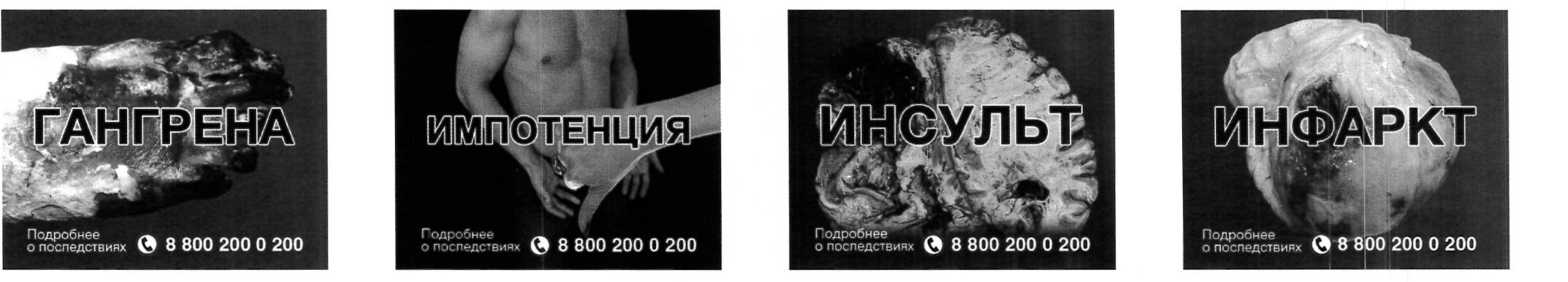 ГАНГРЕНА
Подробнее
о последствиях 8 800 200 0 200
ИМПОТЕНЦИЯ
Подробнее
о последствиях 8 800 200 0 200
ИНСУЛЬТ
Подробнее
о последствиях 8 800 200 0 200
ИНФАРКТ
Подробнее
о последствиях 8 800 200 0 200